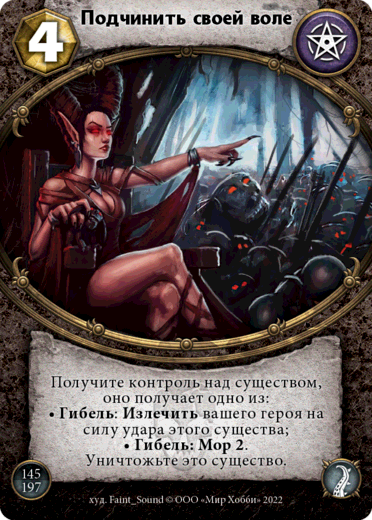 Подчинить своей воле
4
Получите контроль над существом,
оно получает одно из:
• Гибель: Излечить вашего героя на
силу удара этого существа;
• Гибель: Мор 2.
Уничтожьте это существо.
145
197
худ. Faint_Sound © ООО «Мир Хобби» 2022